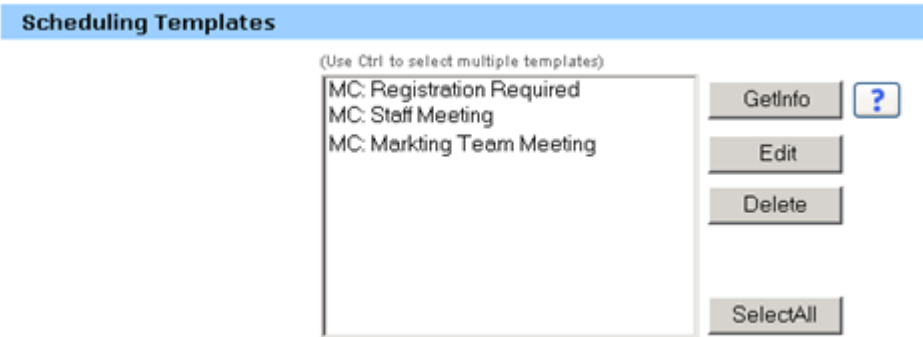 Scheduling Templates
(Use Ctrl to select multiple templates)
MC: Registration Required
MC: Staff Meeting
MC: Markting Team Meeting
GetInfo
?
Edit
Delete
SelectAll